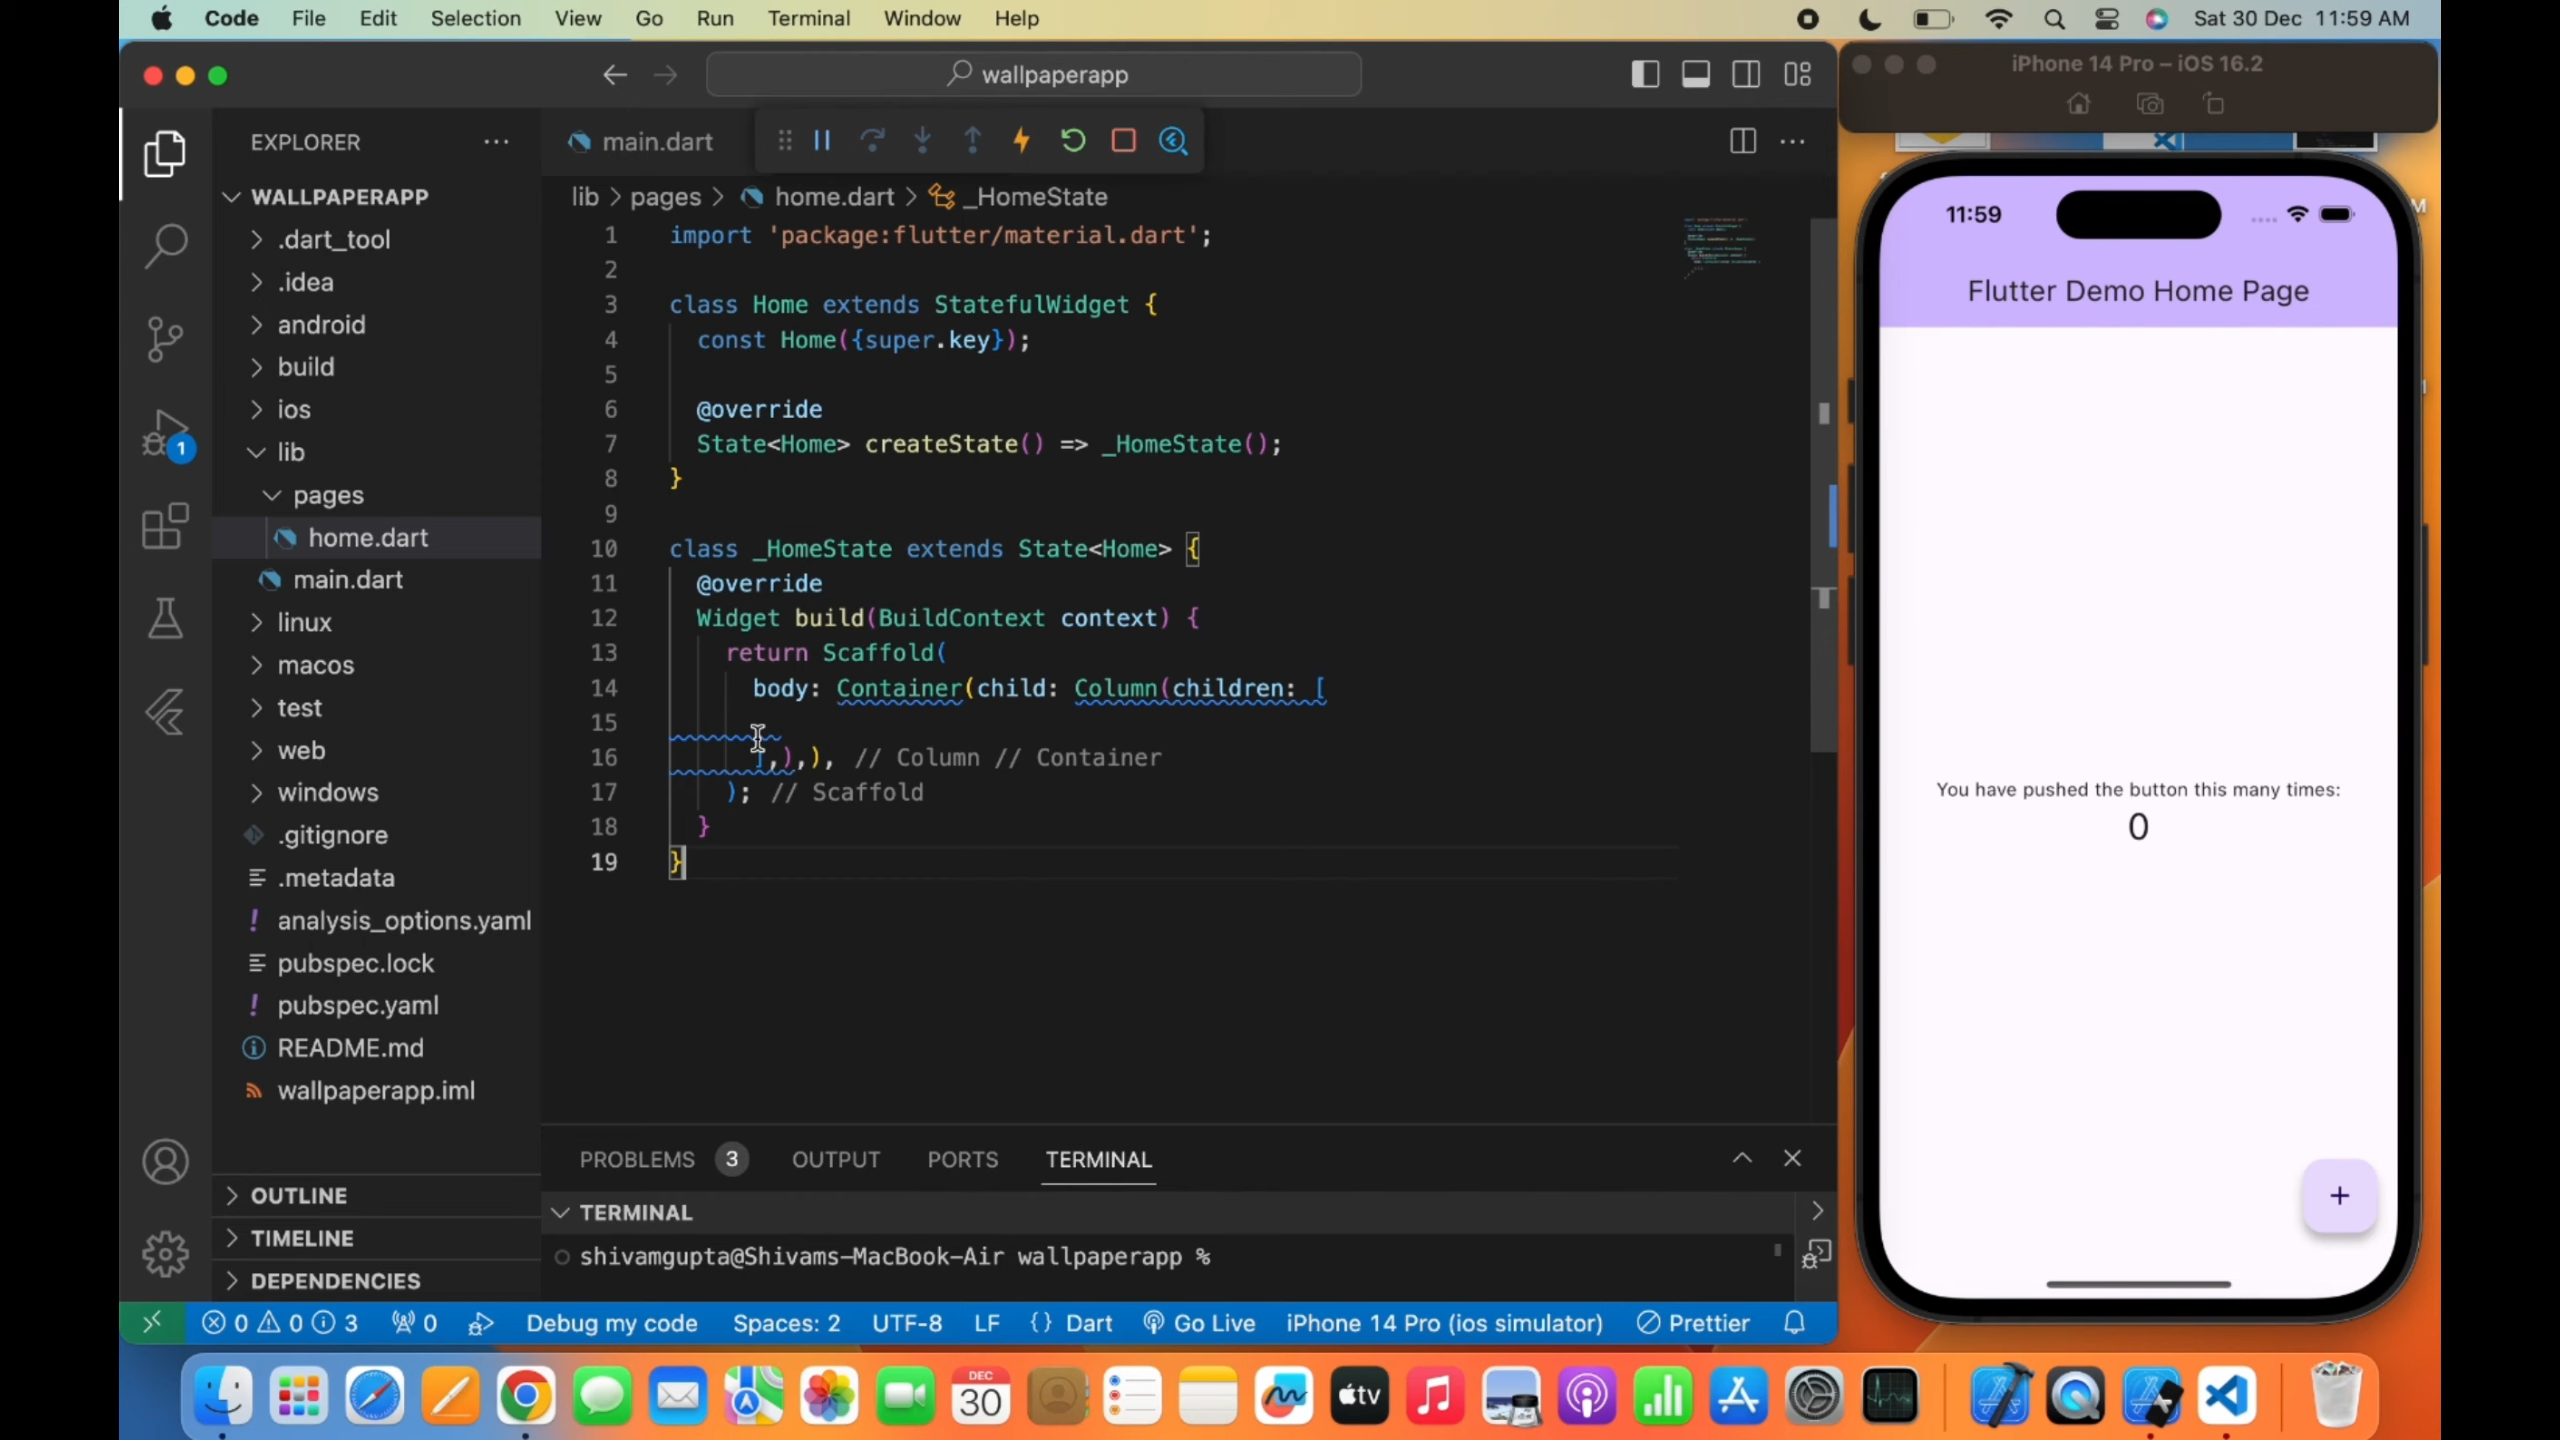 Code File Edit Selection View Go Run Terminal Window Help
Sat 30 Dec 11:59 AM
wallpaperapp
EXPLORER
WALLPAPERAPP
.dart_tool
.idea
android
build
ios
lib
pages
home.dart
main.dart
linux
macos
test
web
windows
.gitignore
.metadata
analysis_options.yaml
pubspec.lock
pubspec.yaml
README.md
wallpaperapp.iml
OUTLINE
TIMELINE
DEPENDENCIES
1
main.dart
lib > pages > home.dart > _HomeState
1 import 'package:flutter/material.dart';
2
3 class Home extends StatefulWidget {
4 const Home({super.key});
5
6 @override
7 State<Home> createState() => _HomeState();
8 }
9
10 class _HomeState extends State<Home> {
11 @override
12 Widget build(BuildContext context) {
13 return Scaffold(
14 body: Container(child: Column(children: [
15
16 ],),), // Column // Container
17 ); // Scaffold
18 }
19 }
PROBLEMS 3 OUTPUT PORTS TERMINAL
TERMINAL
shivamgupta@Shivams-MacBook-Air wallpaperapp %
0 0 3 0 Debug my code Spaces: 2 UTF-8 LF {} Dart Go Live iPhone 14 Pro (ios simulator) Prettier
iPhone 14 Pro – iOS 16.2
11:59
Flutter Demo Home Page
You have pushed the button this many times:
0
+
DEC
30
tv